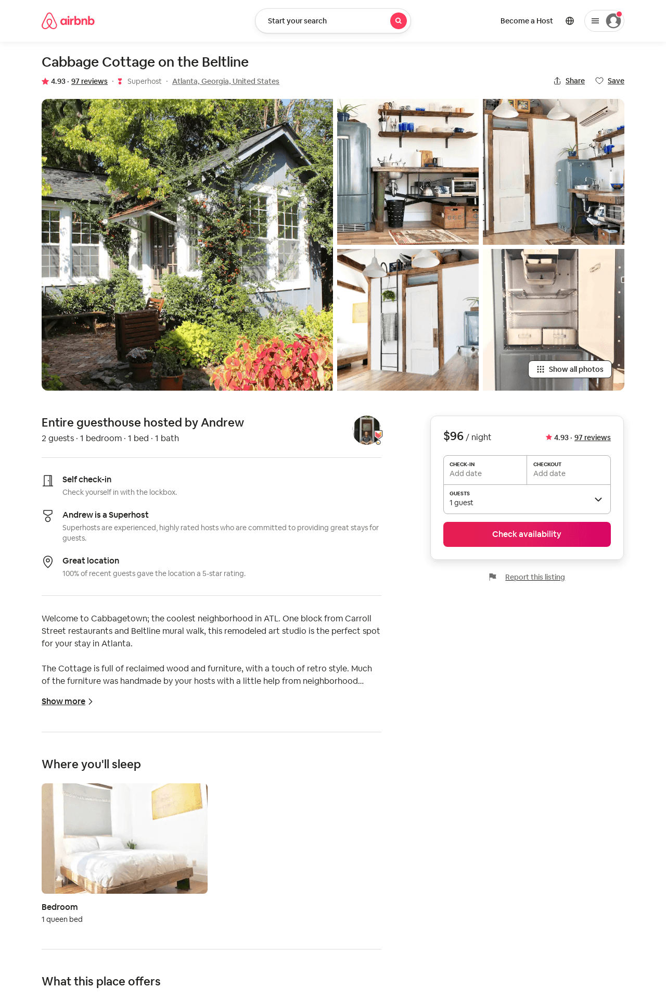 airbnb
Start your search
Become a Host
Cabbage Cottage on the Beltline
4.93 · 97 reviews · Superhost · Atlanta, Georgia, United States
Share
Save
Show all photos
Entire guesthouse hosted by Andrew
2 guests · 1 bedroom · 1 bed · 1 bath
Self check-in
Check yourself in with the lockbox.
Andrew is a Superhost
Superhosts are experienced, highly rated hosts who are committed to providing great stays for
guests.
Great location
100% of recent guests gave the location a 5-star rating.
$96 / night
4.93 · 97 reviews
CHECK-IN
Add date
CHECKOUT
Add date
GUESTS
1 guest
Check availability
Report this listing
Welcome to Cabbagetown; the coolest neighborhood in ATL. One block from Carroll
Street restaurants and Beltline mural walk, this remodeled art studio is the perfect spot
for your stay in Atlanta.
The Cottage is full of reclaimed wood and furniture, with a touch of retro style. Much
of the furniture was handmade by your hosts with a little help from neighborhood...
Show more
Where you'll sleep
Bedroom
1 queen bed
What this place offers